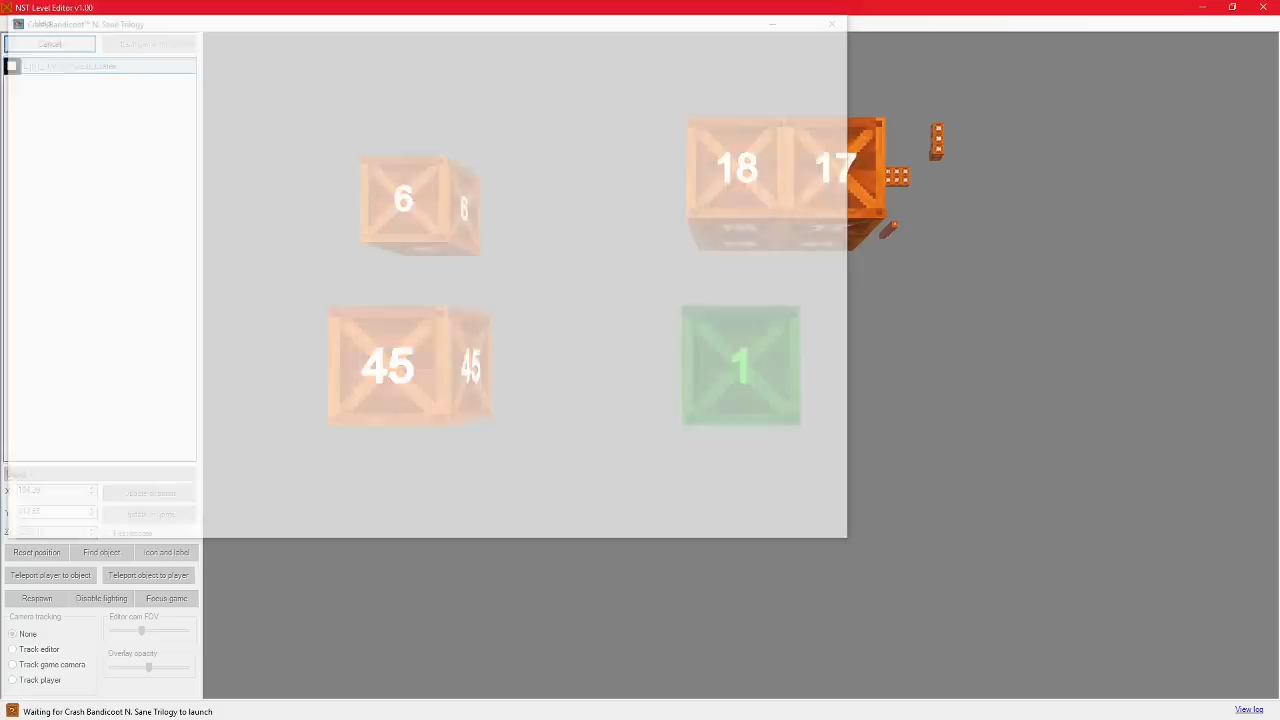 NST Level Editor v1.00
Crash Bandicoot™ N. Sane Trilogy
Cancel
18
17
6
6
45
45
1
Reset position
Find object
Icon and label
Teleport player to object
Teleport object to player
Respawn
Disable lighting
Focus game
Camera tracking
None
Track editor
Track game camera
Track player
Editor cam FOV
Overlay opacity
Waiting for Crash Bandicoot N. Sane Trilogy to launch
View log